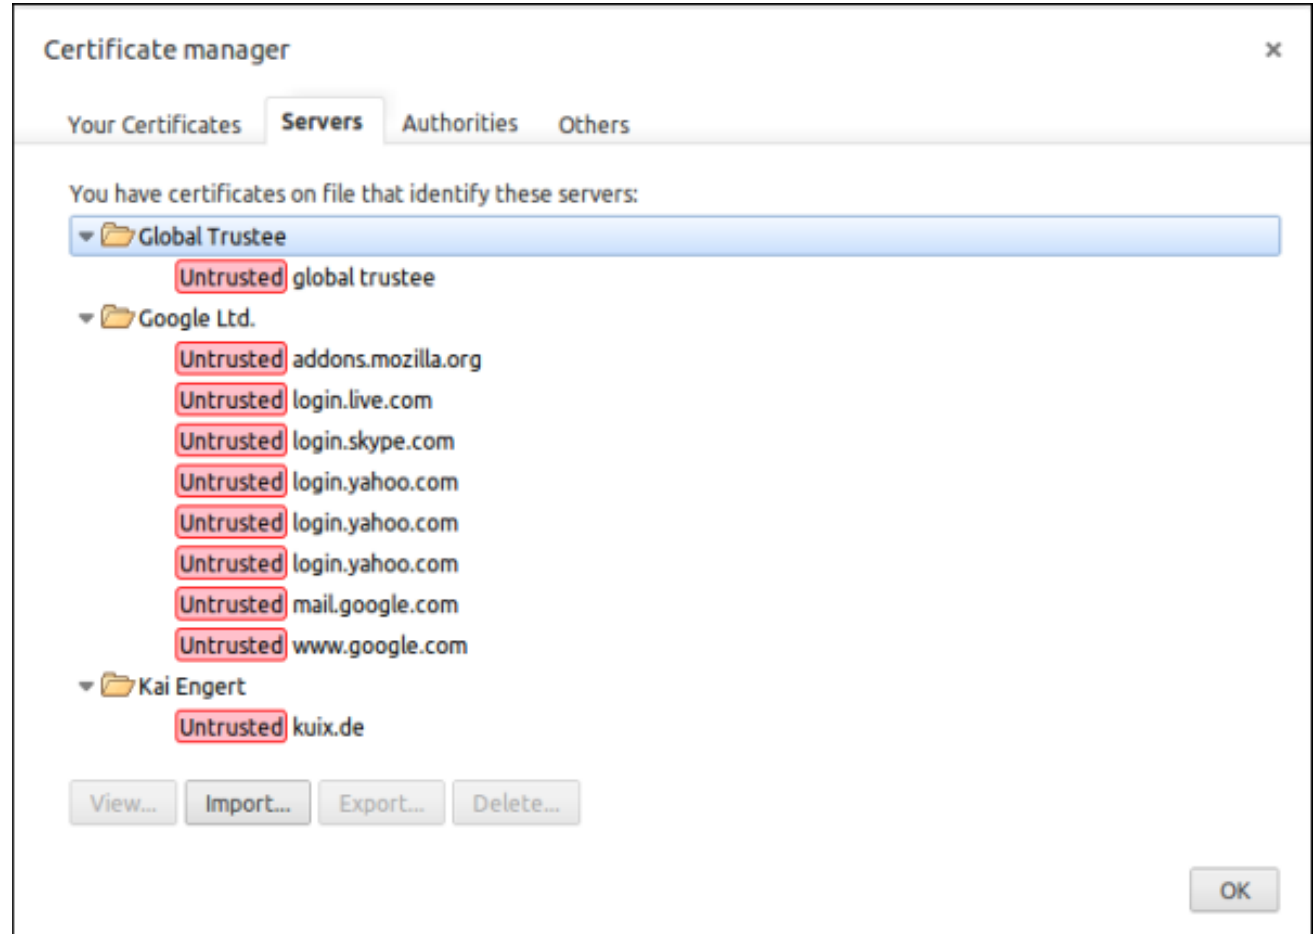 Certificate manager ×
Your Certificates Servers Authorities Others
You have certificates on file that identify these servers:
Global Trustee
Untrusted global trustee
Google Ltd.
Untrusted addons.mozilla.org
Untrusted login.live.com
Untrusted login.skype.com
Untrusted login.yahoo.com
Untrusted login.yahoo.com
Untrusted login.yahoo.com
Untrusted mail.google.com
Untrusted www.google.com
Kai Engert
Untrusted kuix.de
View... Import... Export... Delete...
OK